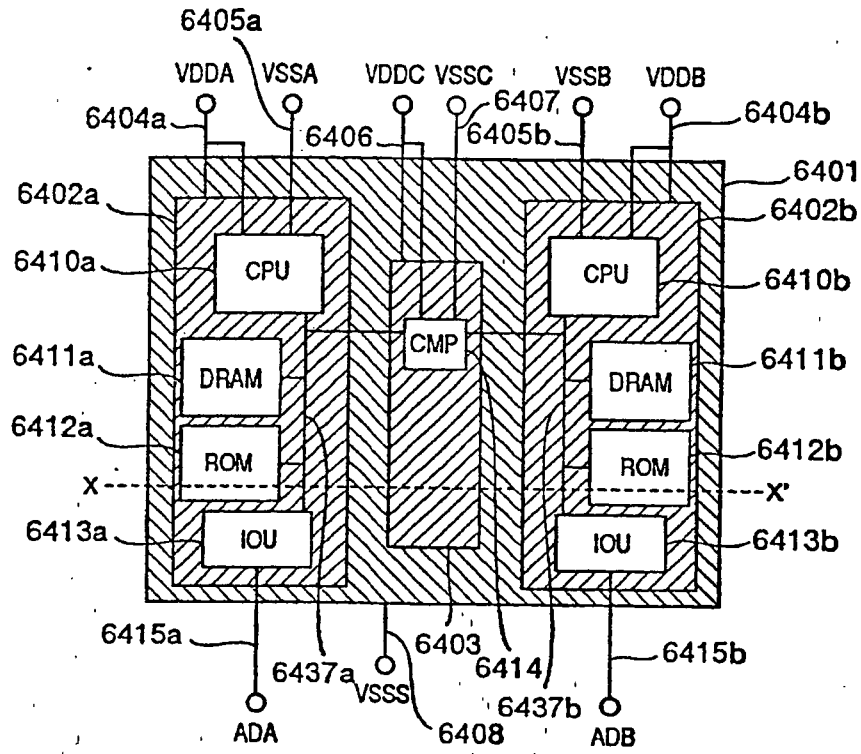 6405a
VDDA VSSA VDDC VSSC VSSB VDDB
6407
6404a 6406 6405b 6404b
6401
6402a 6402b
6410a CPU CPU 6410b
CMP
6411a DRAM DRAM 6411b
6412a ROM ROM 6412b
X X'
6413a IOU IOU 6413b
6415a 6403 6415b
6437a VSSS 6414
6437b
ADA 6408 ADB